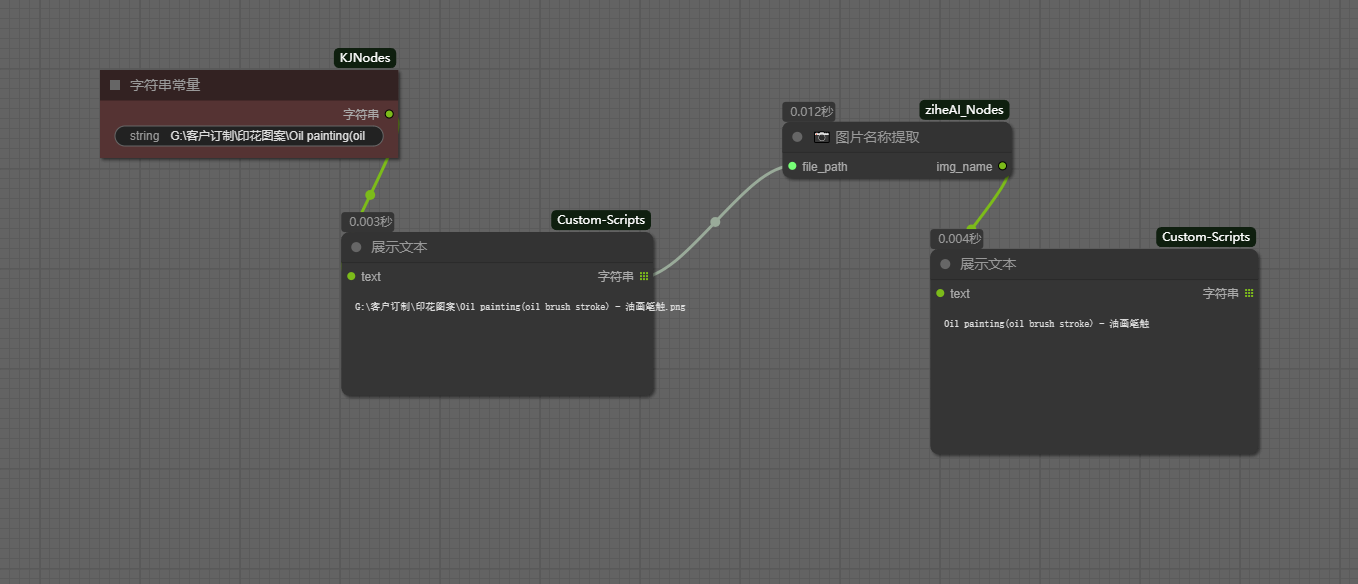 KJNodes
字符串常量
字符串
string G:\客户订制\印花图案\Oil painting(oil
0.003秒
Custom-Scripts
展示文本
text 字符串
G:\客户订制\印花图案\Oil painting(oil brush stroke) - 油画笔触.png
0.012秒
ziheAI_Nodes
图片名称提取
file_path img_name
0.004秒
Custom-Scripts
展示文本
text 字符串
Oil painting(oil brush stroke) - 油画笔触